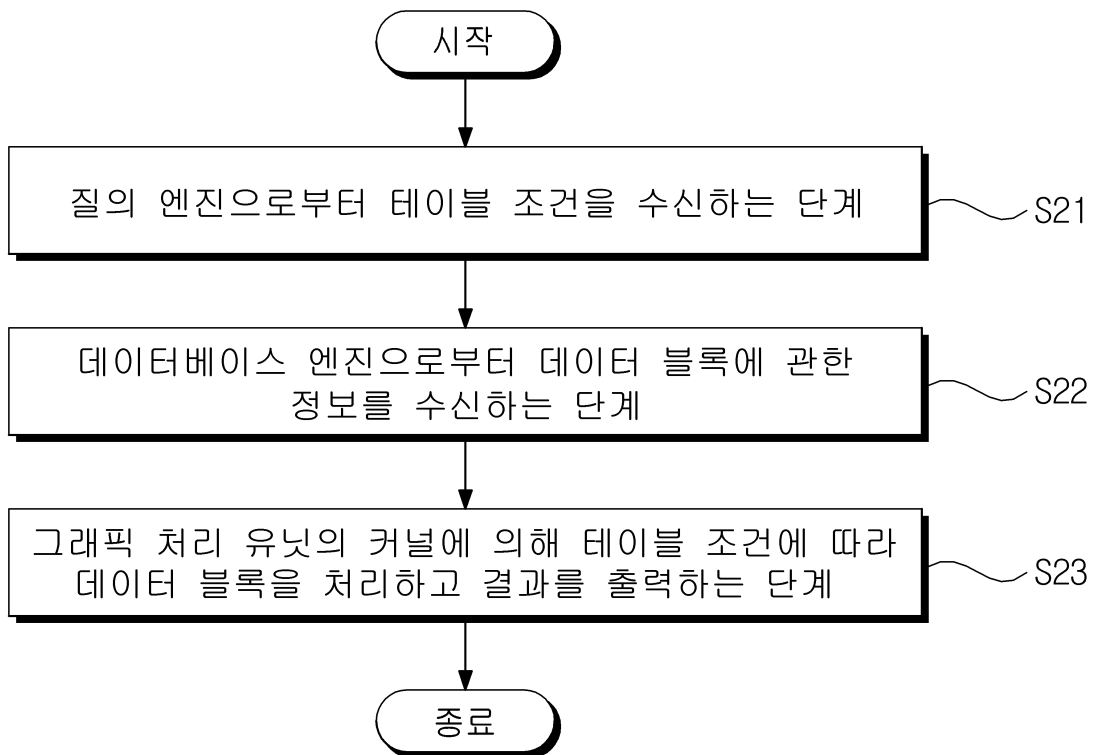 시작
질의 엔진으로부터 테이블 조건을 수신하는 단계
S21
데이터베이스 엔진으로부터 데이터 블록에 관한
정보를 수신하는 단계
S22
그래픽 처리 유닛의 커널에 의해 테이블 조건에 따라
데이터 블록을 처리하고 결과를 출력하는 단계
S23
종료